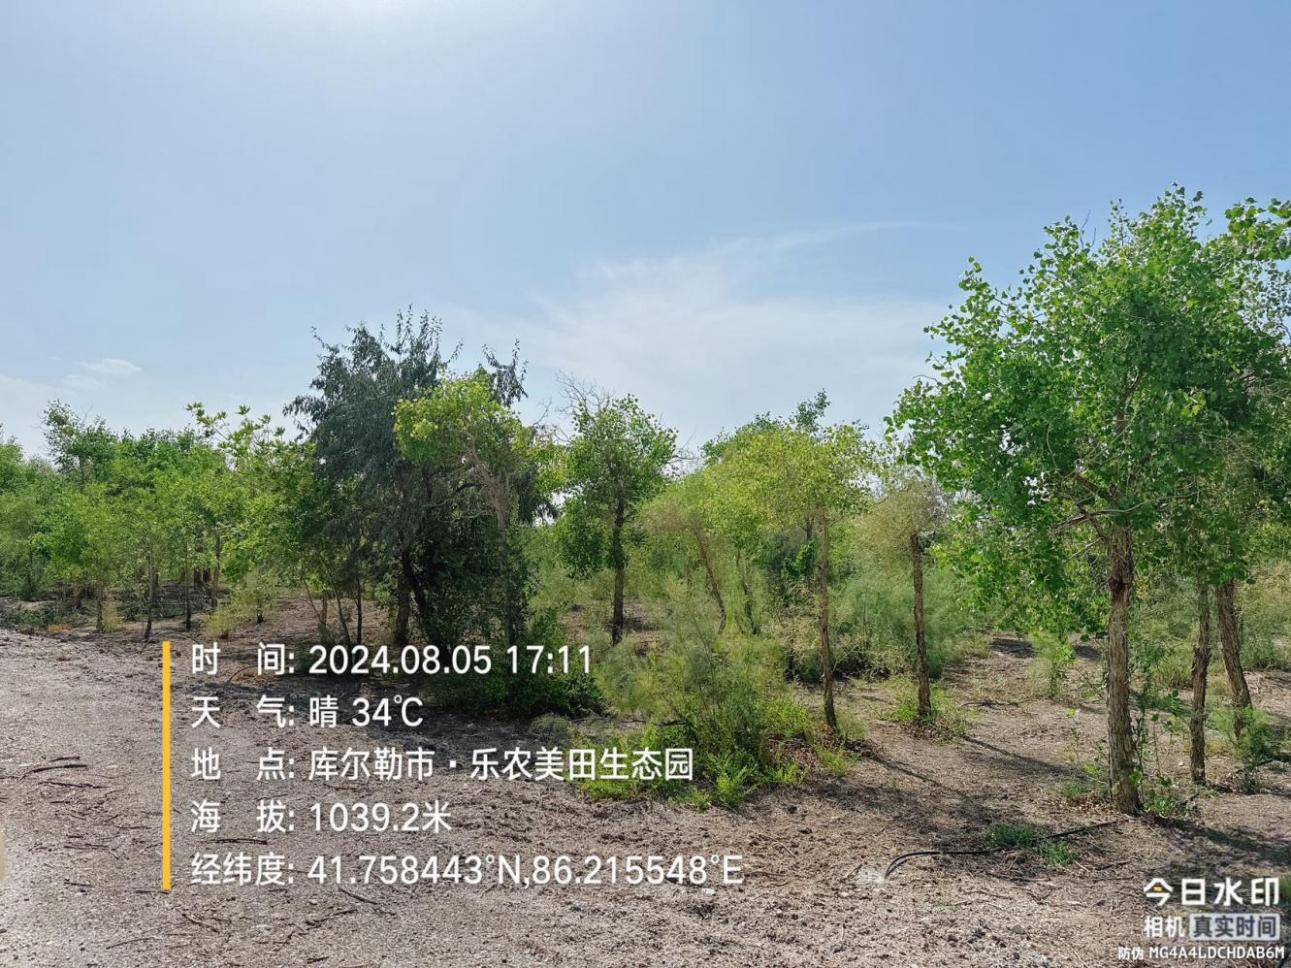 时 间: 2024.08.05 17:11
天 气: 晴 34℃
地 点: 库尔勒市·乐农美田生态园
海 拔: 1039.2米
经纬度: 41.758443°N,86.215548°E
今日水印
相机 真实时间
防伪 MG4A4LDCHDAB6M